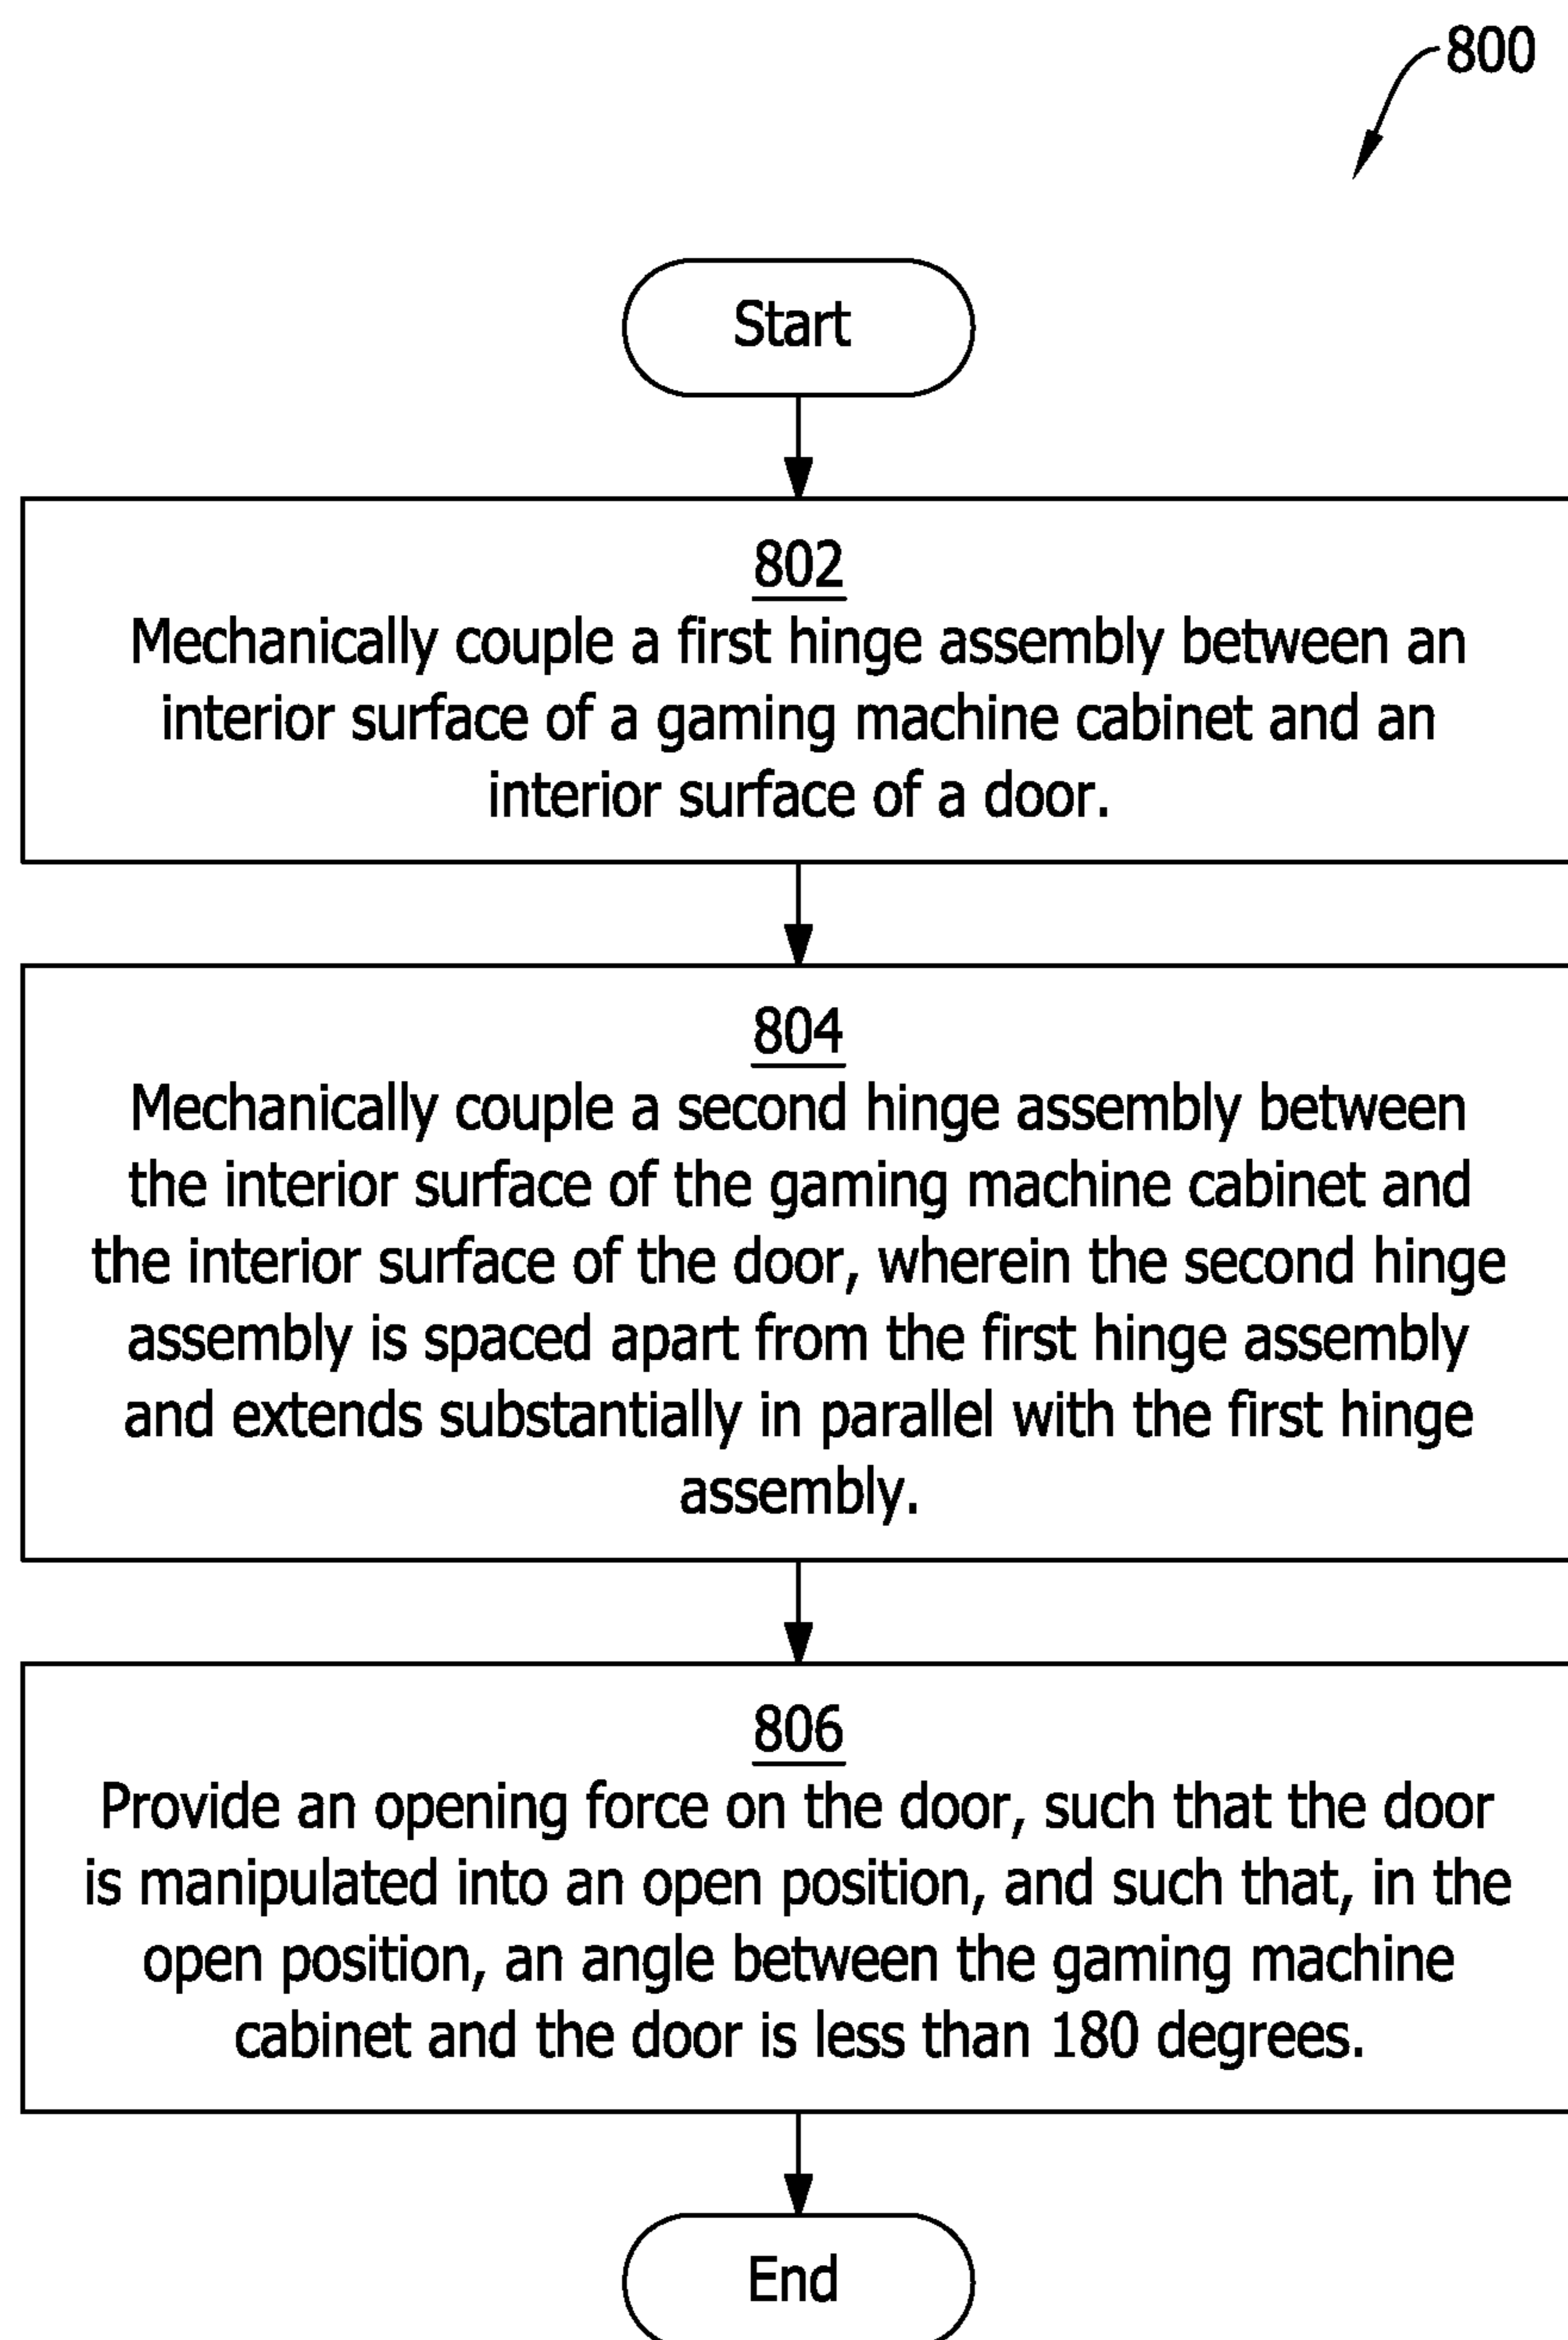 800
Start
802
Mechanically couple a first hinge assembly between an
interior surface of a gaming machine cabinet and an
interior surface of a door.
804
Mechanically couple a second hinge assembly between
the interior surface of the gaming machine cabinet and
the interior surface of the door, wherein the second hinge
assembly is spaced apart from the first hinge assembly
and extends substantially in parallel with the first hinge
assembly.
806
Provide an opening force on the door, such that the door
is manipulated into an open position, and such that, in the
open position, an angle between the gaming machine
cabinet and the door is less than 180 degrees.
End